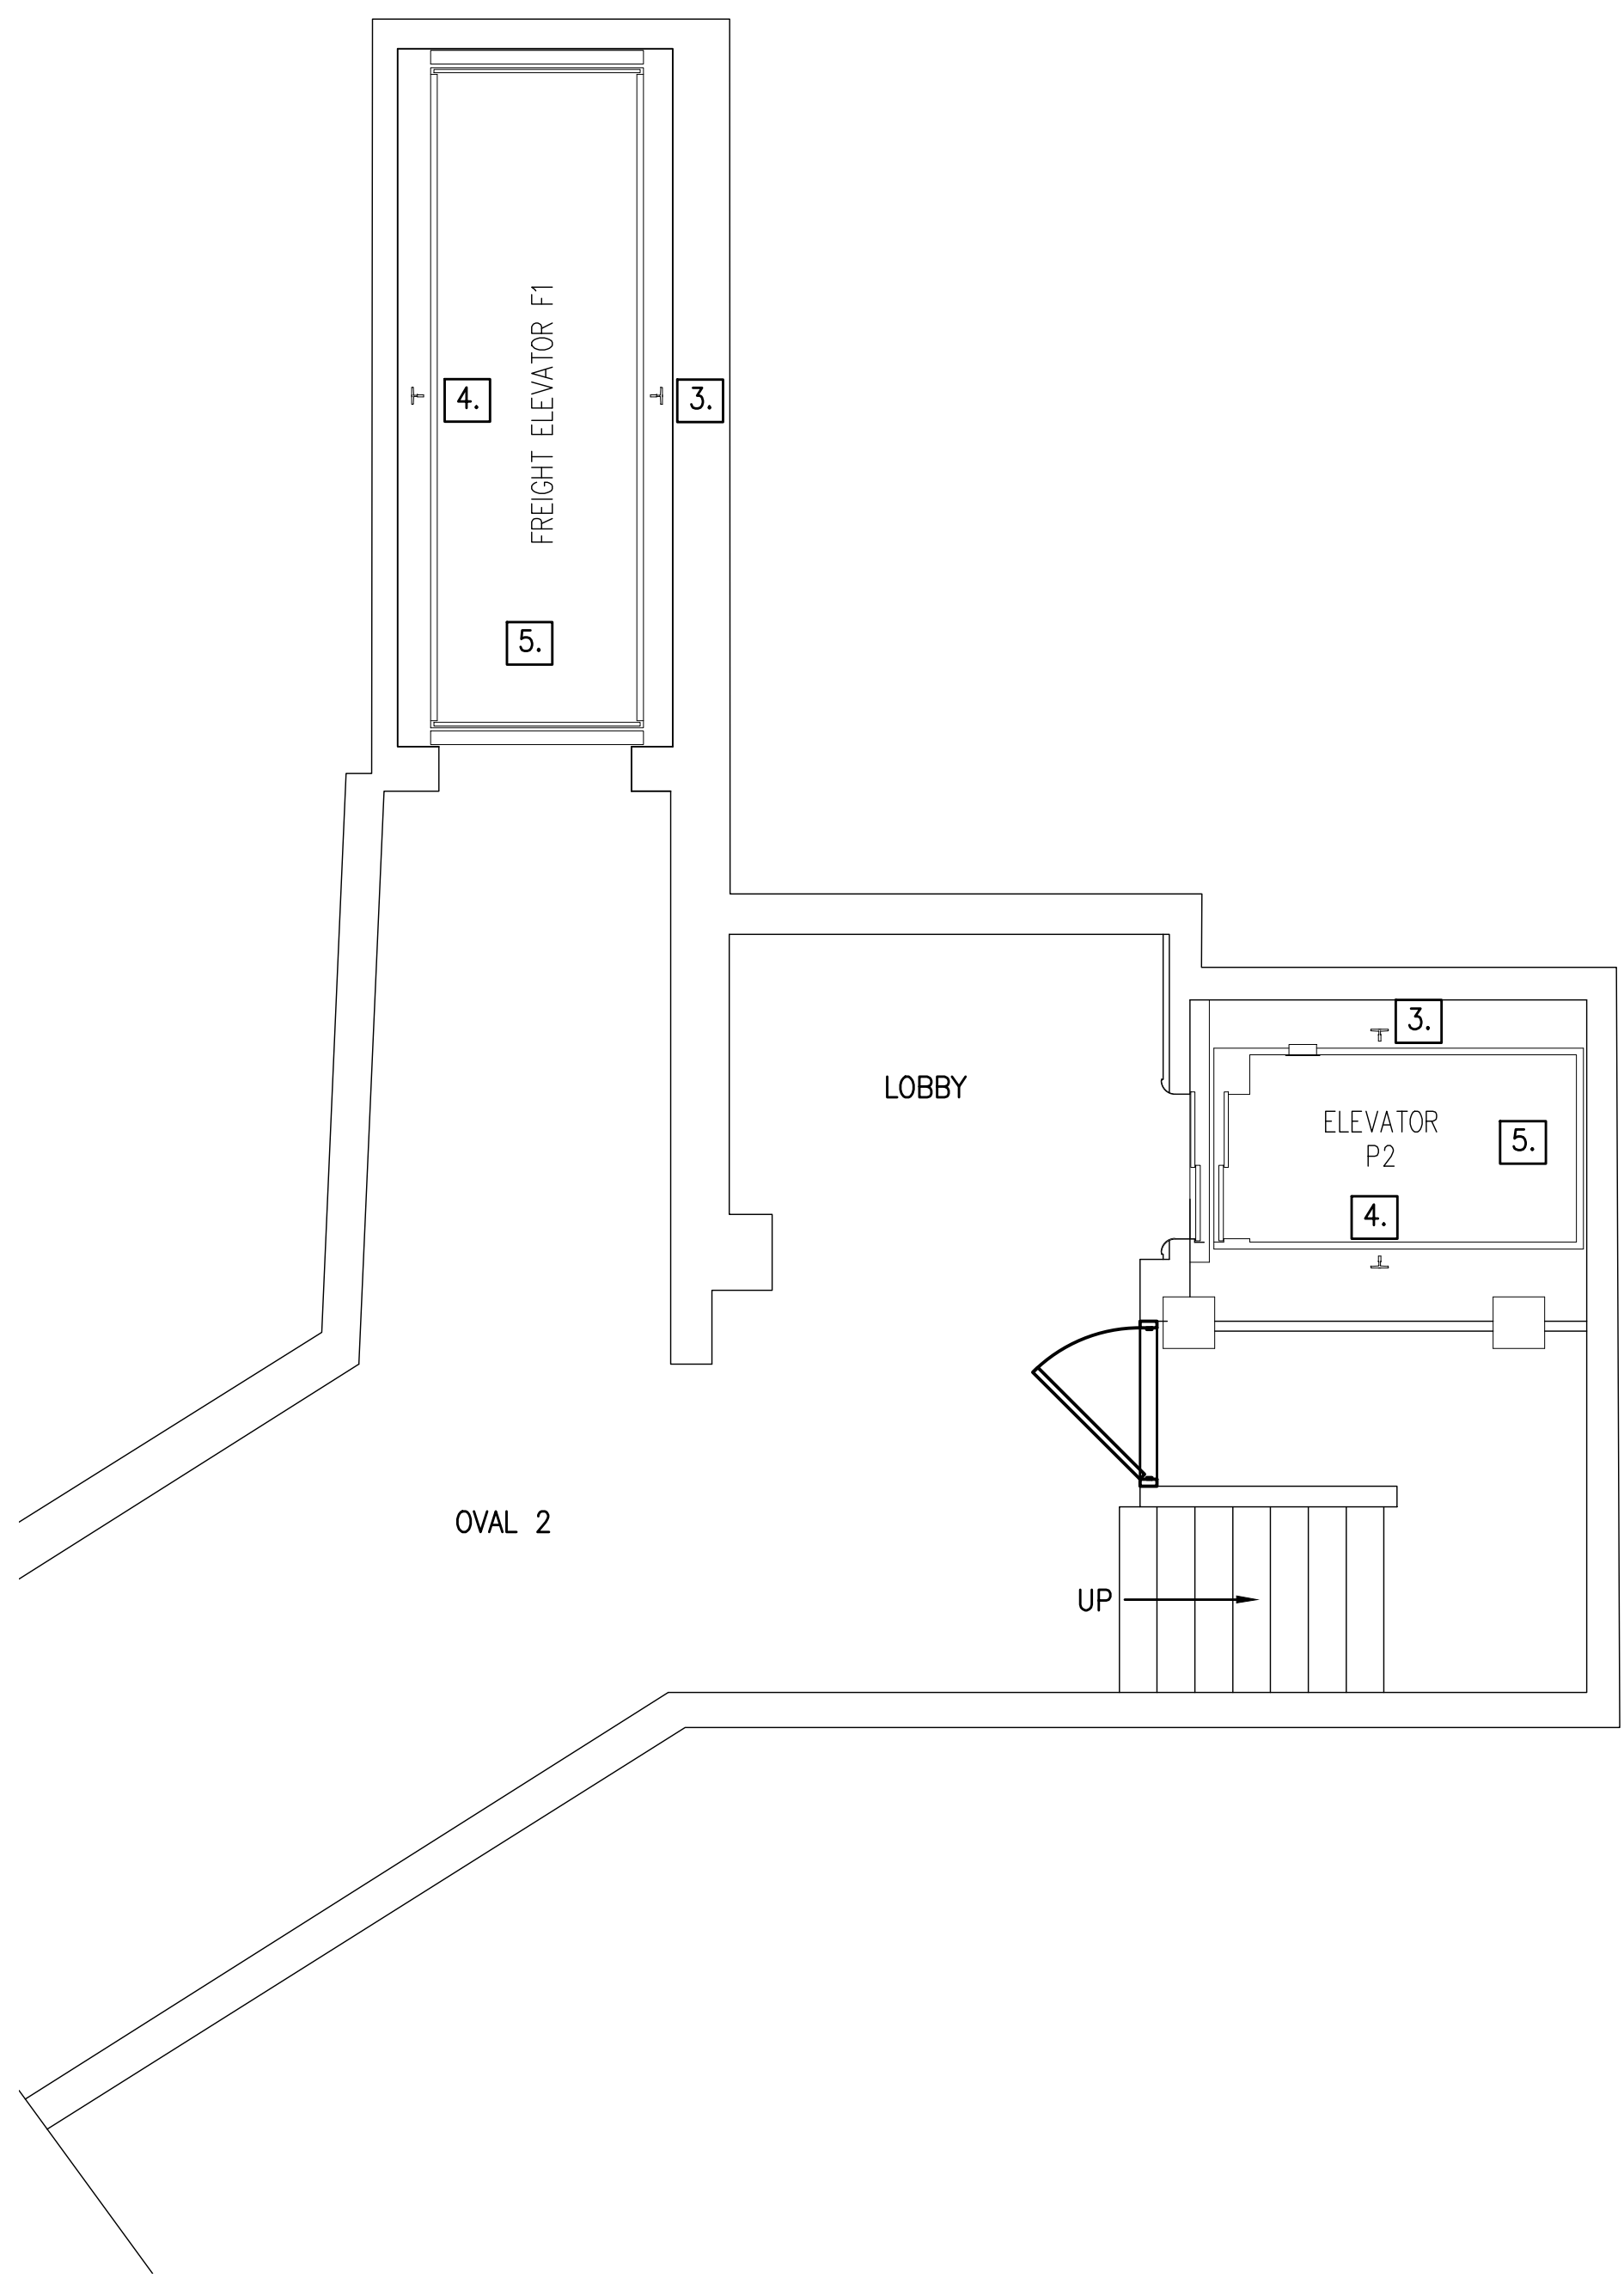 FREIGHT ELEVATOR F1
4.
3.
5.
3.
LOBBY
ELEVATOR
P2
5.
4.
OVAL 2
UP